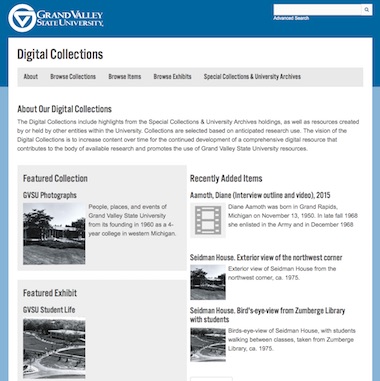 GRAND VALLEY
STATE UNIVERSITY
Advanced Search
Digital Collections
About Browse Collections Browse Items Browse Exhibits Special Collections & University Archives
About Our Digital Collections
The Digital Collections include highlights from the Special Collections & University Archives holdings, as well as resources created
by or held by other entities within the University. Collections are selected based on anticipated research use. The vision of the
Digital Collections is to increase content over time for the continued development of a comprehensive digital resource that
contributes to the body of available research and promotes the use of Grand Valley State University resources.
Featured Collection
GVSU Photographs
People, places, and events of
Grand Valley State University
from its founding in 1960 as a 4-
year college in western Michigan.
Featured Exhibit
GVSU Student Life
Recently Added Items
Aamoth, Diane (Interview outline and video), 2015
Diane Aamoth was born in Grand Rapids,
Michigan on November 13, 1950. In late fall 1968
she enlisted in the Army and in December 1968
Seidman House. Exterior view of the northwest corner
Exterior view of Seidman House from the
northwest corner, ca. 1975.
Seidman House. Bird's-eye-view from Zumberge Library
with students
Birds-eye-view of Seidman House, with students
walking between classes, taken from Zumberge
Library, ca. 1975.